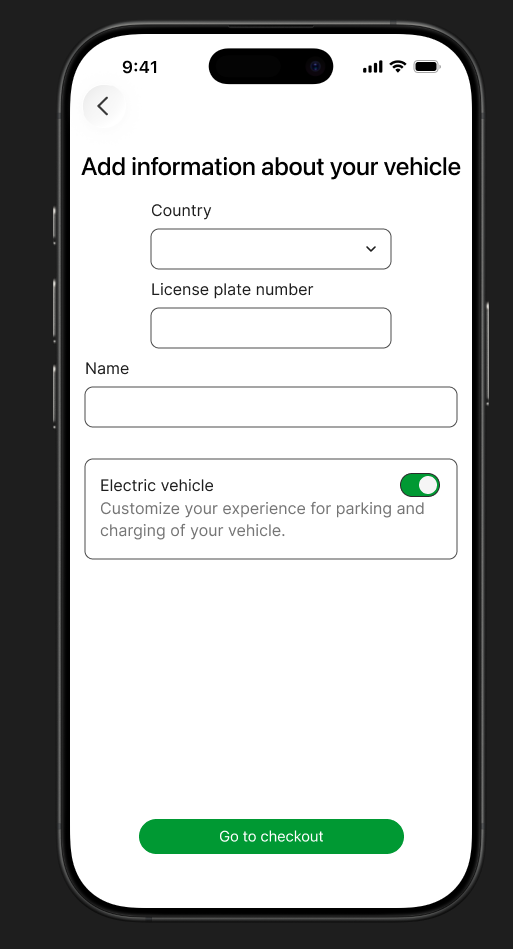 9:41
Add information about your vehicle
Country
License plate number
Name
Electric vehicle
Customize your experience for parking and
charging of your vehicle.
Go to checkout